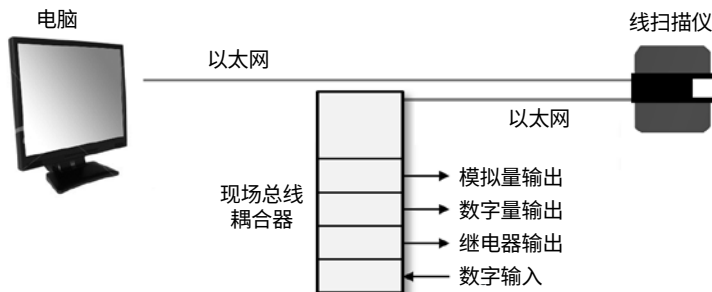 电脑
线扫描仪
以太网
以太网
模拟量输出
现场总线
耦合器
数字量输出
继电器输出
数字输入